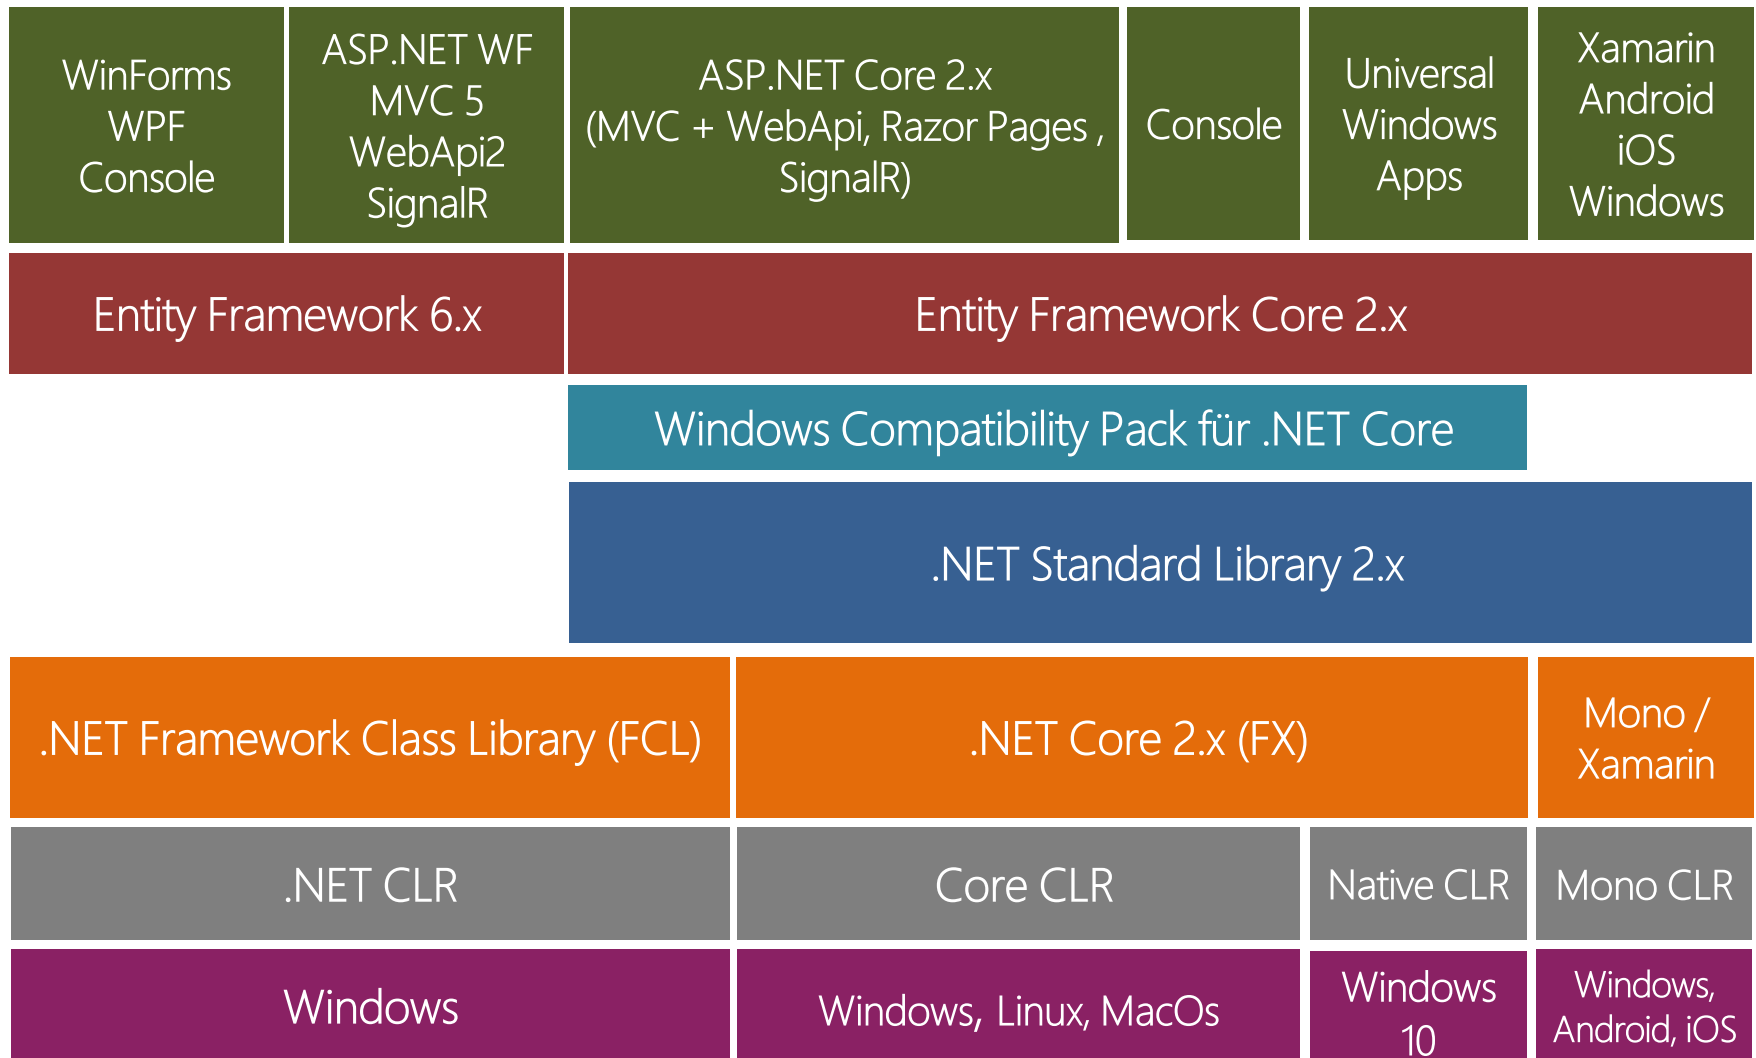 WinForms
WPF
Console
ASP.NET WF
MVC 5
WebApi2
SignalR
ASP.NET Core 2.x
(MVC + WebApi, Razor Pages ,
SignalR)
Console
Universal
Windows
Apps
Xamarin
Android
iOS
Windows
Entity Framework 6.x
Entity Framework Core 2.x
Windows Compatibility Pack für .NET Core
.NET Standard Library 2.x
.NET Framework Class Library (FCL)
.NET Core 2.x (FX)
Mono /
Xamarin
.NET CLR
Core CLR
Native CLR
Mono CLR
Windows
Windows, Linux, MacOs
Windows
10
Windows,
Android, iOS